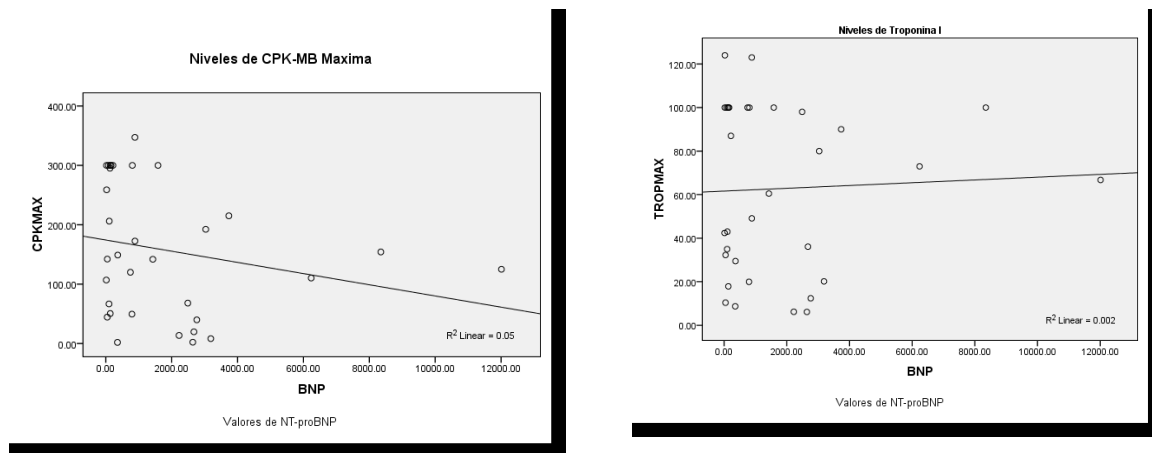 Niveles de CPK-MB Maxima
CPKMAX
400.00
300.00
200.00
100.00
0.00
R² Linear = 0.05
0.00 2000.00 4000.00 6000.00 8000.00 10000.00 12000.00
BNP
Valores de NT-proBNP
Niveles de Troponina I
TROPMAX
120.00
100.00
80.00
60.00
40.00
20.00
0.00
R² Linear = 0.002
0.00 2000.00 4000.00 6000.00 8000.00 10000.00 12000.00
BNP
Valores de NT-proBNP